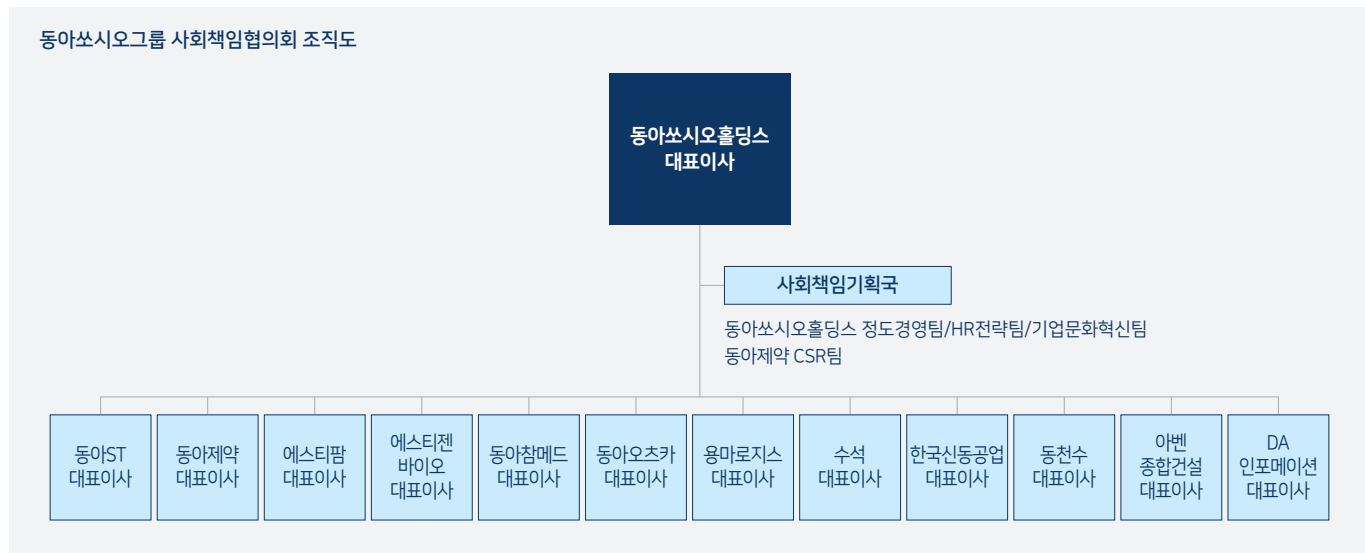 동아쏘시오그룹 사회책임협의회 조직도
동아쏘시오홀딩스
대표이사
사회책임기획국
동아쏘시오홀딩스 정도경영팀/HR전략팀/기업문화혁신팀
동아제약 CSR팀
동아ST
대표이사
동아제약
대표이사
에스티팜
대표이사
에스티젠
바이오
대표이사
동아참메드
대표이사
동아오츠카
대표이사
용마로지스
대표이사
수석
대표이사
한국신동공업
대표이사
동천수
대표이사
아벤
종합건설
대표이사
DA
인포메이션
대표이사